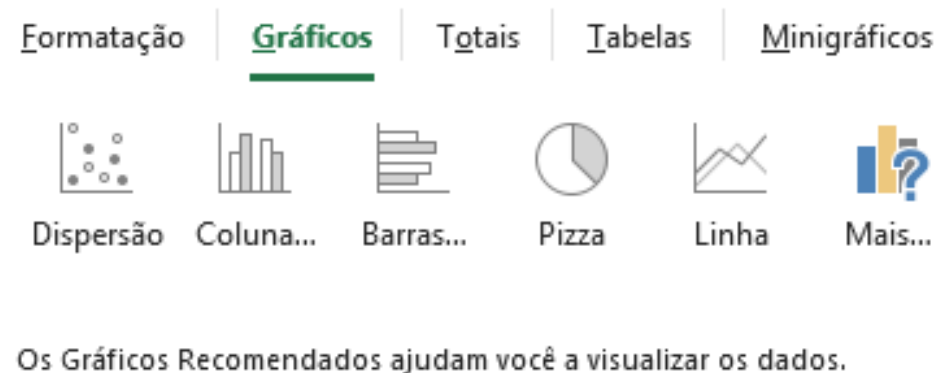 Formatação Gráficos Totais Tabelas Minigráficos
Dispersão Coluna... Barras... Pizza Linha Mais...
Os Gráficos Recomendados ajudam você a visualizar os dados.